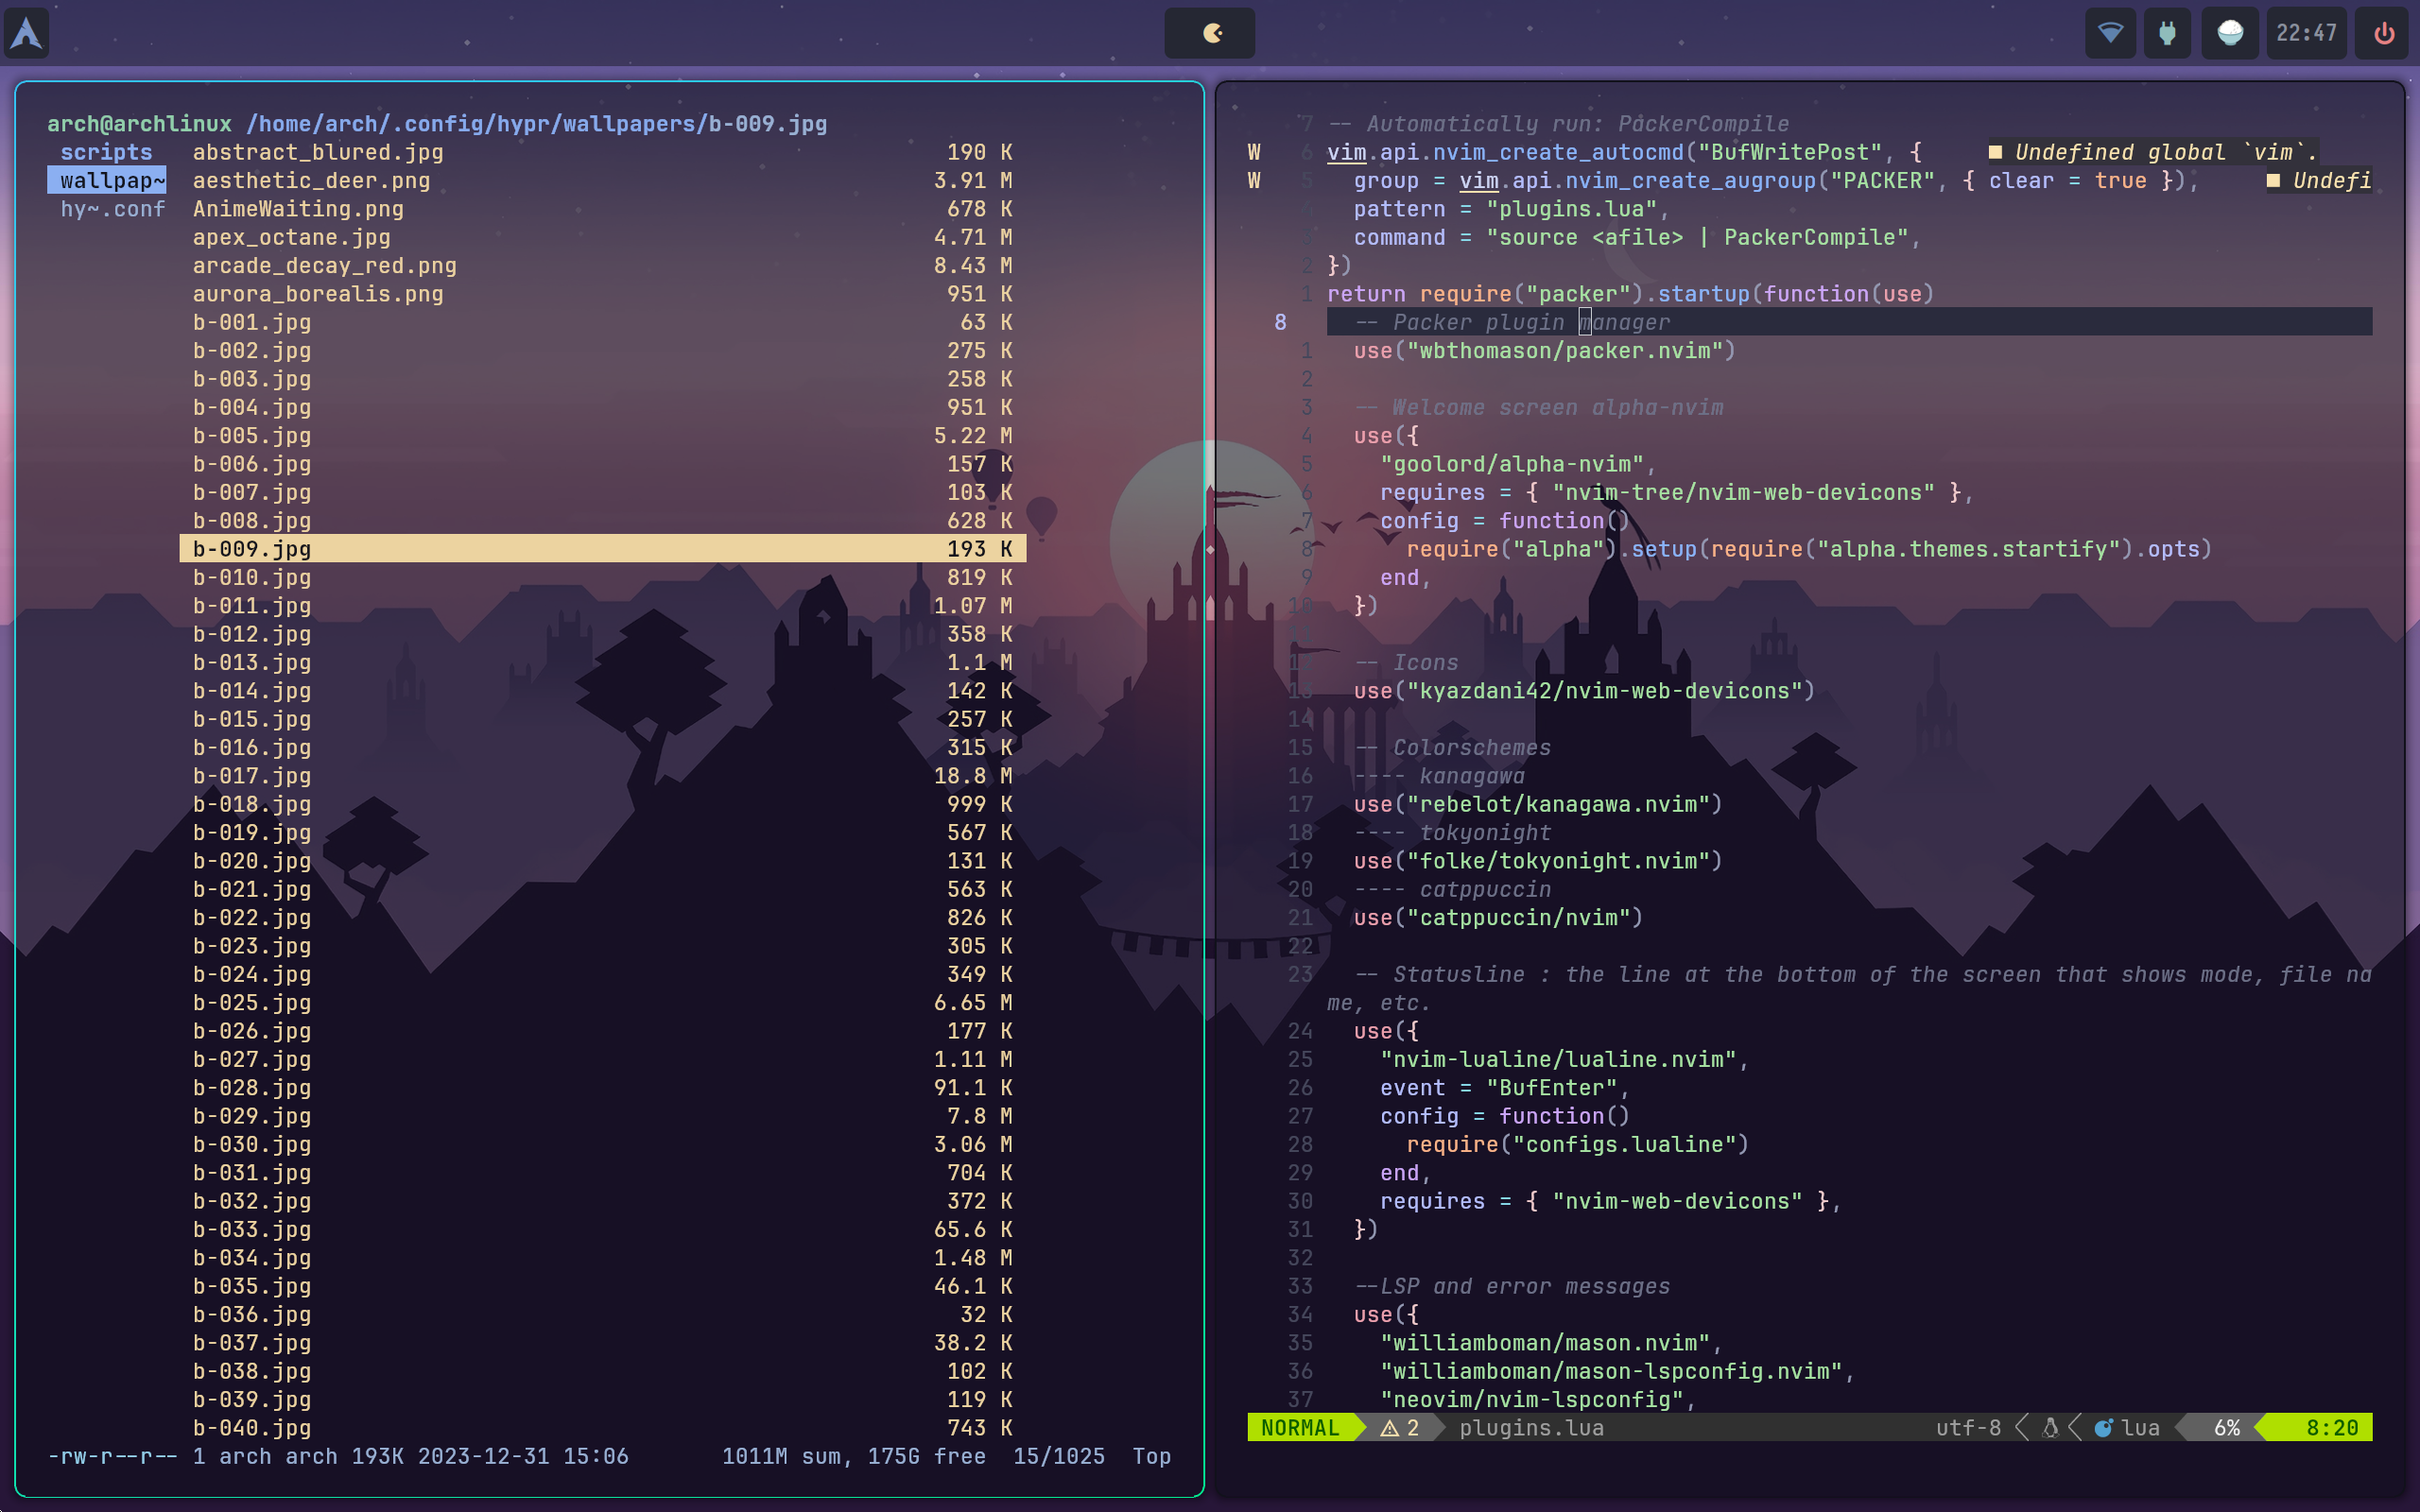 22:47
arch@archlinux /home/arch/.config/hypr/wallpapers/b-009.jpg
scripts abstract_blured.jpg 190 K
wallpap~ aesthetic_deer.png 3.91 M
hy~.conf AnimeWaiting.png 678 K
apex_octane.jpg 4.71 M
arcade_decay_red.png 8.43 M
aurora_borealis.png 951 K
b-001.jpg 63 K
b-002.jpg 275 K
b-003.jpg 258 K
b-004.jpg 951 K
b-005.jpg 5.22 M
b-006.jpg 157 K
b-007.jpg 103 K
b-008.jpg 628 K
b-009.jpg 193 K
b-010.jpg 819 K
b-011.jpg 1.07 M
b-012.jpg 358 K
b-013.jpg 1.1 M
b-014.jpg 142 K
b-015.jpg 257 K
b-016.jpg 315 K
b-017.jpg 18.8 M
b-018.jpg 999 K
b-019.jpg 567 K
b-020.jpg 131 K
b-021.jpg 563 K
b-022.jpg 826 K
b-023.jpg 305 K
b-024.jpg 349 K
b-025.jpg 6.65 M
b-026.jpg 177 K
b-027.jpg 1.11 M
b-028.jpg 91.1 K
b-029.jpg 7.8 M
b-030.jpg 3.06 M
b-031.jpg 704 K
b-032.jpg 372 K
b-033.jpg 65.6 K
b-034.jpg 1.48 M
b-035.jpg 46.1 K
b-036.jpg 32 K
b-037.jpg 38.2 K
b-038.jpg 102 K
b-039.jpg 119 K
b-040.jpg 743 K
-rw-r--r-- 1 arch arch 193K 2023-12-31 15:06 1011M sum, 175G free 15/1025 Top
7 -- Automatically run: PackerCompile
W 6 vim.api.nvim_create_autocmd("BufWritePost", { ■ Undefined global `vim`.
W 5 group = vim.api.nvim_create_augroup("PACKER", { clear = true }), ■ Undefi
4 pattern = "plugins.lua",
3 command = "source <afile> | PackerCompile",
2 })
1 return require("packer").startup(function(use)
8 -- Packer plugin manager
1 use("wbthomason/packer.nvim")
2
3 -- Welcome screen alpha-nvim
4 use({
5 "goolord/alpha-nvim",
6 requires = { "nvim-tree/nvim-web-devicons" },
7 config = function()
8 require("alpha").setup(require("alpha.themes.startify").opts)
9 end,
10 })
11
12 -- Icons
13 use("kyazdani42/nvim-web-devicons")
14
15 -- Colorschemes
16 ---- kanagawa
17 use("rebelot/kanagawa.nvim")
18 ---- tokyonight
19 use("folke/tokyonight.nvim")
20 ---- catppuccin
21 use("catppuccin/nvim")
22
23 -- Statusline : the line at the bottom of the screen that shows mode, file na
me, etc.
24 use({
25 "nvim-lualine/lualine.nvim",
26 event = "BufEnter",
27 config = function()
28 require("configs.lualine")
29 end,
30 requires = { "nvim-web-devicons" },
31 })
32
33 --LSP and error messages
34 use({
35 "williamboman/mason.nvim",
36 "williamboman/mason-lspconfig.nvim",
37 "neovim/nvim-lspconfig",
NORMAL 2 plugins.lua utf-8 lua 6% 8:20